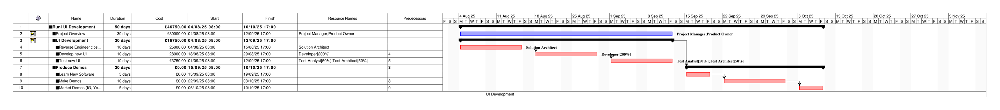 4 Aug 25 11 Aug 25 18 Aug 25 25 Aug 25 1 Sep 25 8 Sep 25 15 Sep 25 22 Sep 25 29 Sep 25 6 Oct 25 13 Oct 25 20 Oct 25 27 Oct 25 3 Nov 25
Name Duration Cost Start Finish Resource Names Predecessors
F S S M T W T F S S M T W T F S S M T W T F S S M T W T F S S M T W T F S S M T W T F S S M T W T F S S M T W T F S S M T W T F S S M T W T F S S M T W T F S S M T W T F S S M T W T F S S M T W T F S S
1 Runi UI Development 50 days £46750.00 04/08/25 08:00 10/10/25 17:00
2 Project Overview 30 days £30000.00 04/08/25 08:00 12/09/25 17:00 Project Manager;Product Owner Project Manager;Product Owner
3 UI Development 30 days £16750.00 04/08/25 08:00 12/09/25 17:00
4 Reverse Engineer clos... 10 days £5000.00 04/08/25 08:00 15/08/25 17:00 Solution Architect Solution Architect
5 Develop new UI 10 days £8000.00 18/08/25 08:00 29/08/25 17:00 Developer[200%] 4 Developer[200%]
6 Test new UI 10 days £3750.00 01/09/25 08:00 12/09/25 17:00 Test Analyst[50%];Test Architect[50%] 5 Test Analyst[50%];Test Architect[50%]
7 Produce Demos 20 days £0.00 15/09/25 08:00 10/10/25 17:00 3
8 Learn New Software 5 days £0.00 15/09/25 08:00 19/09/25 17:00
9 Make Demos 10 days £0.00 22/09/25 08:00 03/10/25 17:00 8
10 Market Demos (IG, Yo... 5 days £0.00 06/10/25 08:00 10/10/25 17:00 9
UI Development